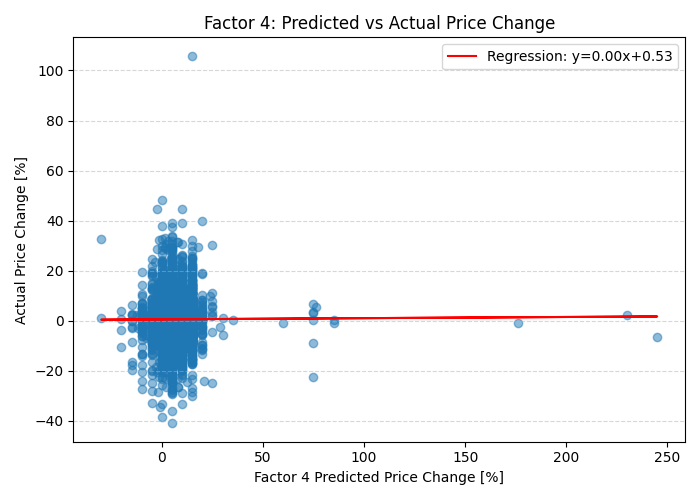 Factor 4: Predicted vs Actual Price Change
Regression: y=0.00x+0.53
Actual Price Change [%]
100
80
60
40
20
0
−20
−40
0 50 100 150 200 250
Factor 4 Predicted Price Change [%]